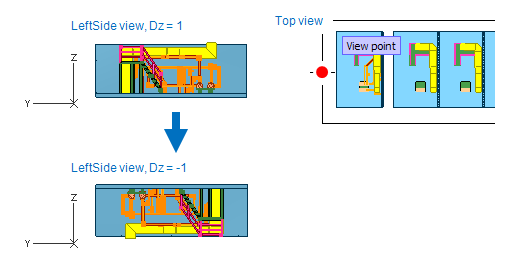 LeftSide view, Dz = 1
Top view
View point
Z
Y
LeftSide view, Dz = -1
Z
Y